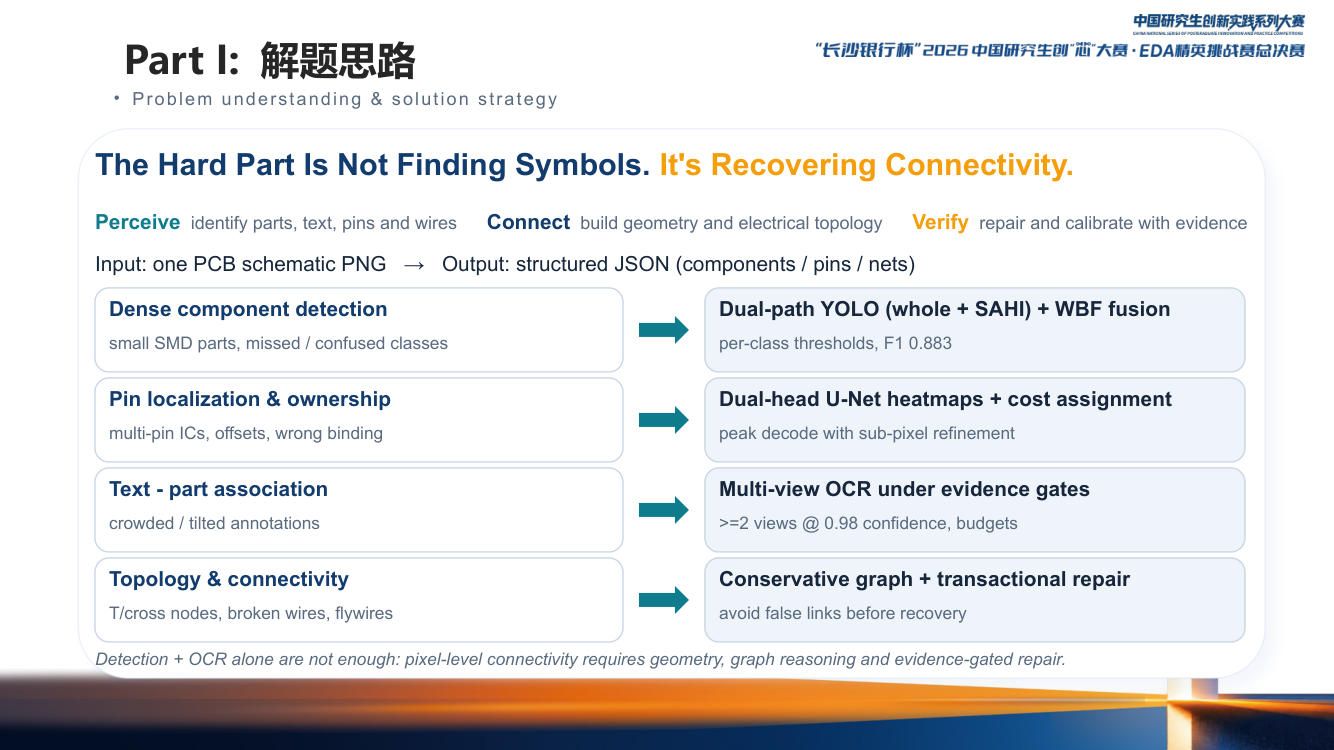 中国研究生创新实践系列大赛
CHINA NATIONAL SERIES OF POSTGRADUATE INNOVATION AND PRACTICE COMPETITIONS
“长沙银行杯”2026中国研究生创“芯”大赛·EDA精英挑战赛总决赛
Part I: 解题思路
• Problem understanding & solution strategy
The Hard Part Is Not Finding Symbols. It's Recovering Connectivity.
Perceive identify parts, text, pins and wires Connect build geometry and electrical topology Verify repair and calibrate with evidence
Input: one PCB schematic PNG → Output: structured JSON (components / pins / nets)
Dense component detection
small SMD parts, missed / confused classes
Dual-path YOLO (whole + SAHI) + WBF fusion
per-class thresholds, F1 0.883
Pin localization & ownership
multi-pin ICs, offsets, wrong binding
Dual-head U-Net heatmaps + cost assignment
peak decode with sub-pixel refinement
Text - part association
crowded / tilted annotations
Multi-view OCR under evidence gates
>=2 views @ 0.98 confidence, budgets
Topology & connectivity
T/cross nodes, broken wires, flywires
Conservative graph + transactional repair
avoid false links before recovery
Detection + OCR alone are not enough: pixel-level connectivity requires geometry, graph reasoning and evidence-gated repair.